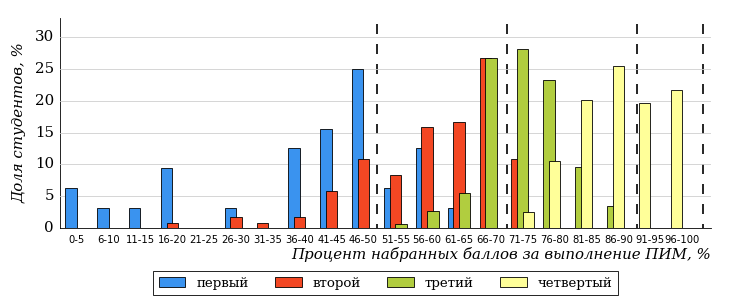 Доля студентов, %
30
25
20
15
10
5
0
0-5 6-10 11-15 16-20 21-25 26-30 31-35 36-40 41-45 46-50 51-55 56-60 61-65 66-70 71-75 76-80 81-85 86-90 91-95 96-100
Процент набранных баллов за выполнение ПИМ, %
первый второй третий четвертый